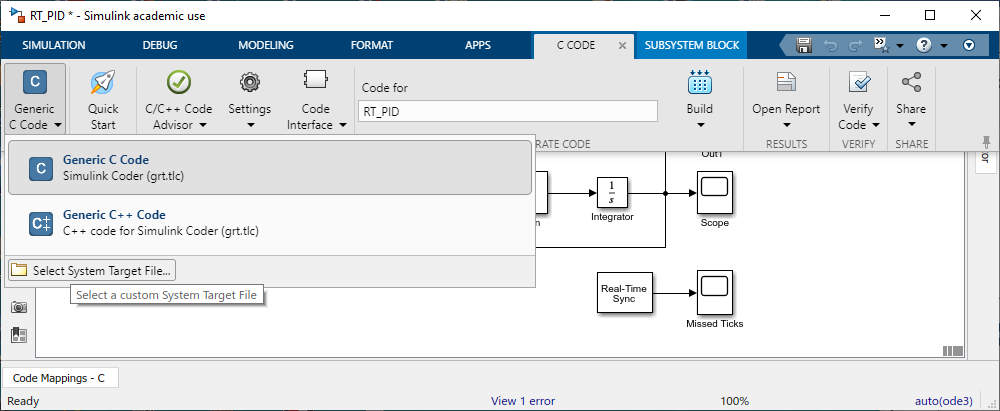 RT_PID * - Simulink academic use
SIMULATION
DEBUG
MODELING
FORMAT
APPS
C CODE
SUBSYSTEM BLOCK
Generic
C Code
Quick
Start
C/C++ Code
Advisor
Settings
Code
Interface
Code for
RT_PID
Build
Open Report
Verify
Code
Share
RATE CODE
RESULTS
VERIFY
SHARE
Generic C Code
Simulink Coder (grt.tlc)
Generic C++ Code
C++ code for Simulink Coder (grt.tlc)
Select System Target File...
Select a custom System Target File
Out1
1
s
n
Integrator
Scope
Real-Time
Sync
Missed Ticks
or
Code Mappings - C
Ready
View 1 error
100%
auto(ode3)